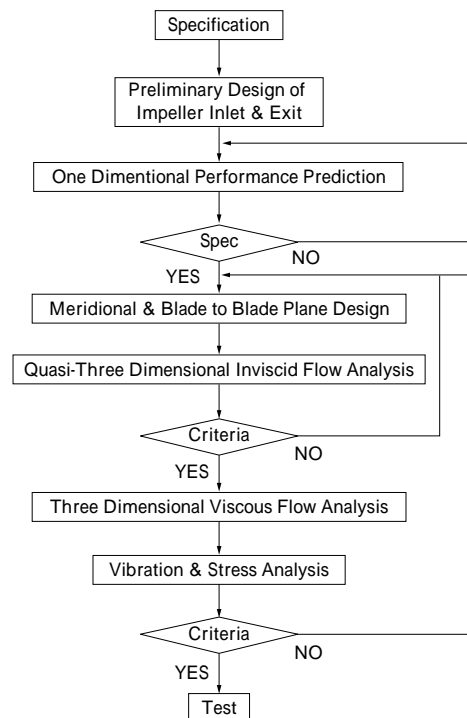 Specification
Preliminary Design of
Impeller Inlet & Exit
One Dimentional Performance Prediction
Spec
NO
YES
Meridional & Blade to Blade Plane Design
Quasi-Three Dimensional Inviscid Flow Analysis
Criteria
NO
YES
Three Dimensional Viscous Flow Analysis
Vibration & Stress Analysis
Criteria
NO
YES
Test